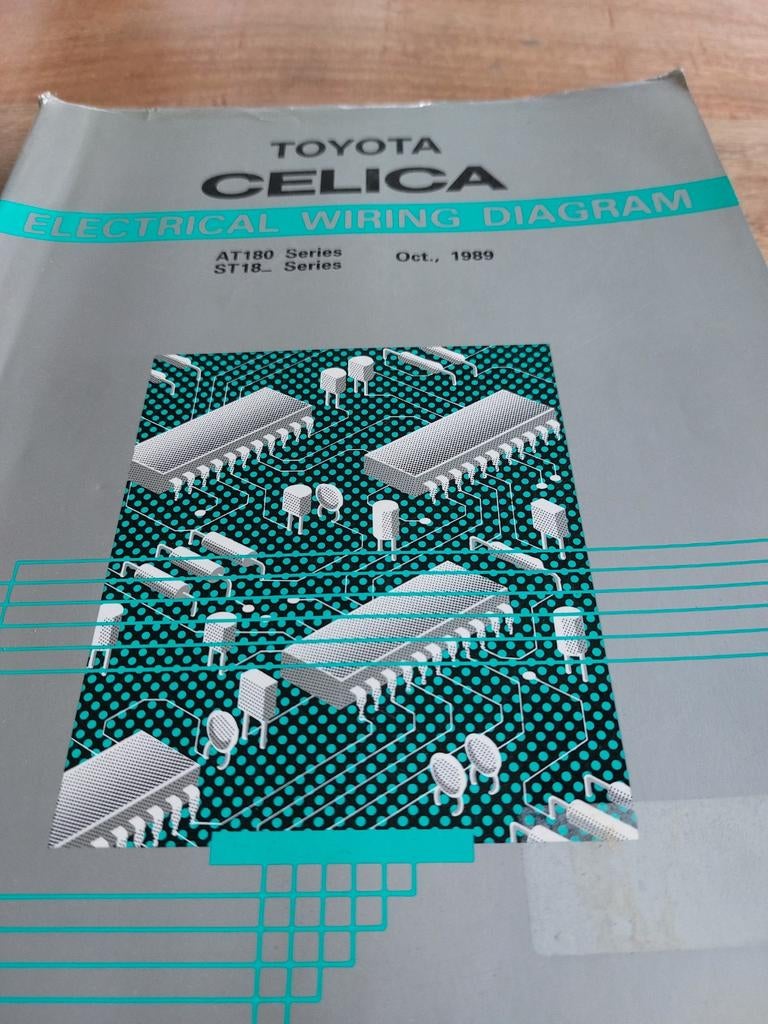 TOYOTA
CELICA
ELECTRICAL WIRING DIAGRAM
AT180 Series Oct., 1989
ST18_ Series